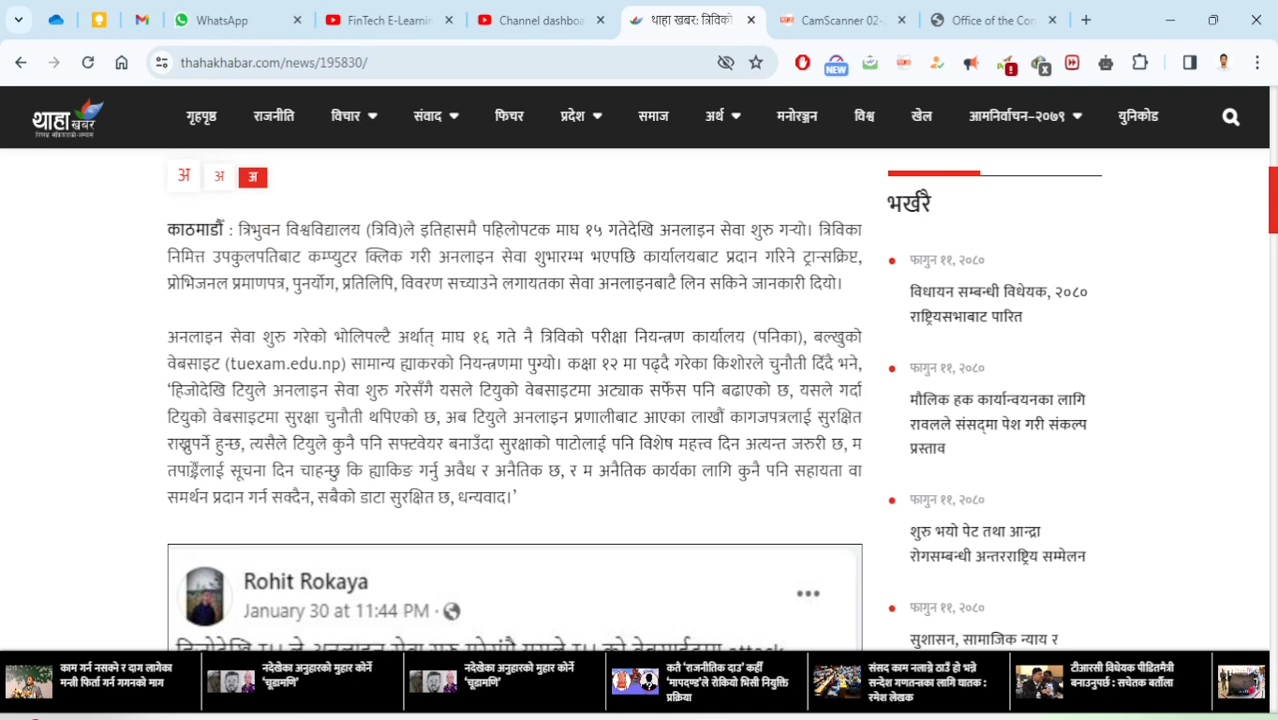 WhatsApp
FinTech E-Learnin
Channel dashboa
थाहा खबर: त्रिविको
CamScanner 02-
Office of the Con
thahakhabar.com/news/195830/
NEW
थाहा खबर
गृहपृष्ठ
राजनीति
विचार
संवाद
फिचर
प्रदेश
समाज
अर्थ
मनोरञ्जन
विश्व
खेल
आमनिर्वाचन–२०७९
युनिकोड
अ अ अ
काठमाडौँ : त्रिभुवन विश्वविद्यालय (त्रिवि)ले इतिहासमै पहिलोपटक माघ १५ गतेदेखि अनलाइन सेवा शुरु गऱ्यो। त्रिविका
निमित्त उपकुलपतिबाट कम्प्युटर क्लिक गरी अनलाइन सेवा शुभारम्भ भएपछि कार्यालयबाट प्रदान गरिने ट्रान्सक्रिप्ट,
प्रोभिजनल प्रमाणपत्र, पुनर्योग, प्रतिलिपि, विवरण सच्याउने लगायतका सेवा अनलाइनबाटै लिन सकिने जानकारी दियो।
अनलाइन सेवा शुरु गरेको भोलिपल्टै अर्थात् माघ १६ गते नै त्रिविको परीक्षा नियन्त्रण कार्यालय (पनिका), बल्खुको
वेबसाइट (tuexam.edu.np) सामान्य ह्याकरको नियन्त्रणमा पुग्यो। कक्षा १२ मा पढ्दै गरेका किशोरले चुनौती दिँदै भने,
‘हिजोदेखि टियुले अनलाइन सेवा शुरु गरेसँगै यसले टियुको वेबसाइटमा अट्याक सर्फेस पनि बढाएको छ, यसले गर्दा
टियुको वेबसाइटमा सुरक्षा चुनौती थपिएको छ, अब टियुले अनलाइन प्रणालीबाट आएका लाखौं कागजपत्रलाई सुरक्षित
राख्नुपर्ने हुन्छ, त्यसैले टियुले कुनै पनि सफ्टवेयर बनाउँदा सुरक्षाको पाटोलाई पनि विशेष महत्त्व दिन अत्यन्त जरुरी छ, म
तपाईँलाई सूचना दिन चाहन्छु कि ह्याकिङ गर्नु अवैध र अनैतिक छ, र म अनैतिक कार्यका लागि कुनै पनि सहायता वा
समर्थन प्रदान गर्न सक्दैन, सबैको डाटा सुरक्षित छ, धन्यवाद।’
Rohit Rokaya
January 30 at 11:44 PM
भर्खरै
फागुन ११, २०८०
विधायन सम्बन्धी विधेयक, २०८०
राष्ट्रियसभाबाट पारित
फागुन ११, २०८०
मौलिक हक कार्यान्वयनका लागि
रावलले संसद्‌मा पेश गरी संकल्प
प्रस्ताव
फागुन ११, २०८०
शुरु भयो पेट तथा आन्द्रा
रोगसम्बन्धी अन्तरराष्ट्रिय सम्मेलन
फागुन ११, २०८०
सुशासन, सामाजिक न्याय र
काम गर्न नसक्ने र दाग लागेका
मन्त्री फिर्ता गर्न गगनको माग
नदेखेका अनुहारको मुहार कोर्ने
‘चूडामणि’
नदेखेका अनुहारको मुहार कोर्ने
‘चूडामणि’
कतै ‘राजनीतिक दाउ’ कहीँ
‘मापदण्ड’ले रोकियो भिसी नियुक्ति
प्रक्रिया
संसद काम नलाग्ने ठाउँ हो भन्ने
सन्देश गणतन्त्रका लागि घातक :
रमेश लेखक
टीआरसी विधेयक पीडितमैत्री
बनाउनुपर्छ : सचेतक बर्तौला